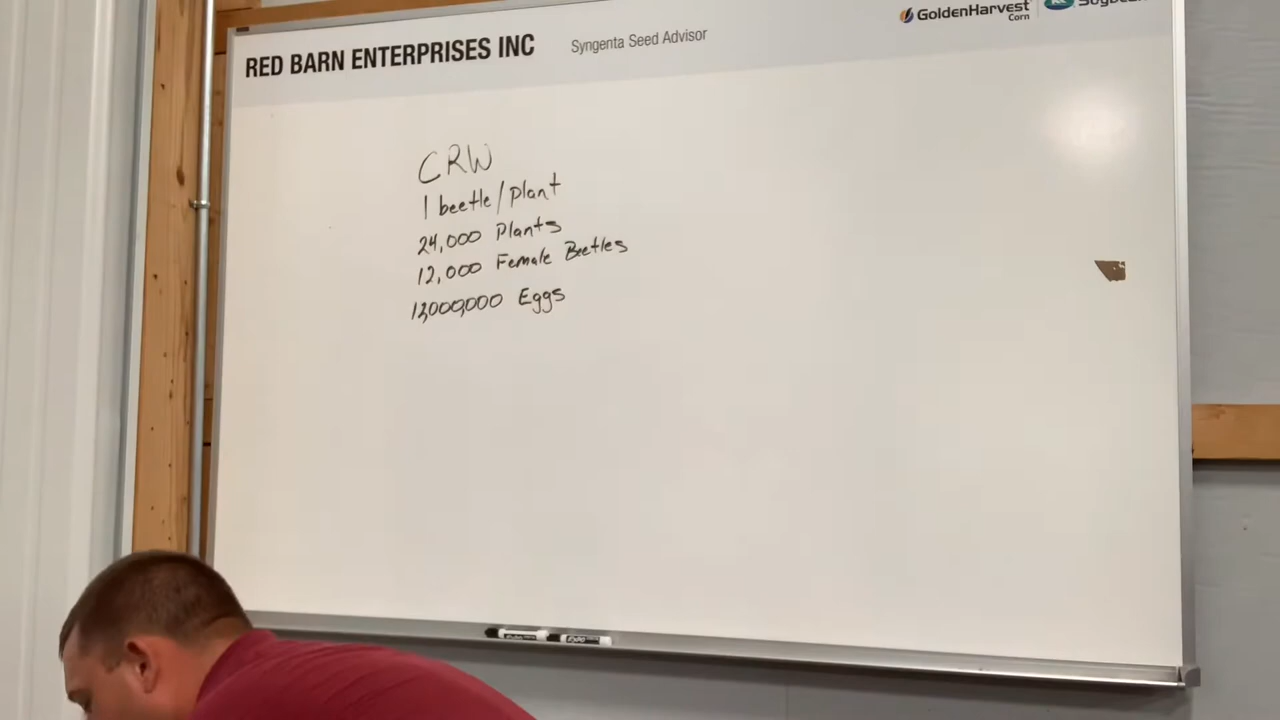 RED BARN ENTERPRISES INC Syngenta Seed Advisor
GoldenHarvest
Corn
CRW
1 beetle/plant
24,000 Plants
12,000 Female Beetles
12,000,000 Eggs